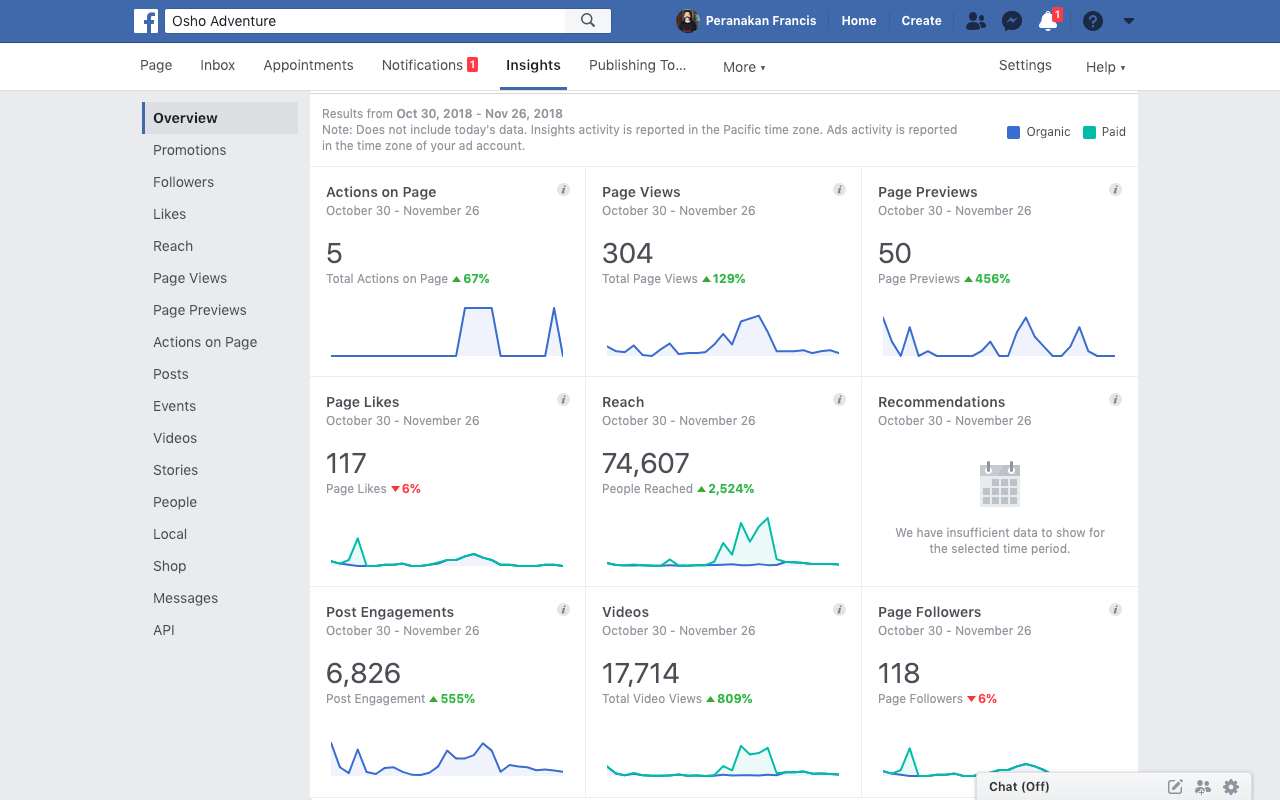 Osho Adventure
Peranakan Francis
Home
Create
1
Page
Inbox
Appointments
Notifications 1
Insights
Publishing To...
More
Settings
Help
Overview
Promotions
Followers
Likes
Reach
Page Views
Page Previews
Actions on Page
Posts
Events
Videos
Stories
People
Local
Shop
Messages
API
Results from Oct 30, 2018 - Nov 26, 2018
Note: Does not include today's data. Insights activity is reported in the Pacific time zone. Ads activity is reported
in the time zone of your ad account.
Organic
Paid
Actions on Page
October 30 - November 26
5
Total Actions on Page 67%
Page Views
October 30 - November 26
304
Total Page Views 129%
Page Previews
October 30 - November 26
50
Page Previews 456%
Page Likes
October 30 - November 26
117
Page Likes 6%
Reach
October 30 - November 26
74,607
People Reached 2,524%
Recommendations
October 30 - November 26
We have insufficient data to show for
the selected time period.
Post Engagements
October 30 - November 26
6,826
Post Engagement 555%
Videos
October 30 - November 26
17,714
Total Video Views 809%
Page Followers
October 30 - November 26
118
Page Followers 6%
Chat (Off)